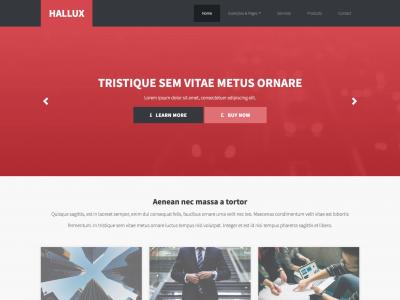 HALLUX
Home
Examples & Pages
Services
Products
Contact
TRISTIQUE SEM VITAE METUS ORNARE
Lorem ipsum dolor sit amet, consectetuer adipiscing elit.
£ LEARN MORE
£ BUY NOW
Aenean nec massa a tortor
Quisque sagittis, est in laoreet semper, enim dui consequat felis, faucibus ornare urna velit nec leo. Maecenas condimentum velit vitae est lobortis
fermentum. In tristique sem vitae metus ornare luctus tempus nisl volutpat. Integer et est id nisi tempus pharetra sagittis et libero.